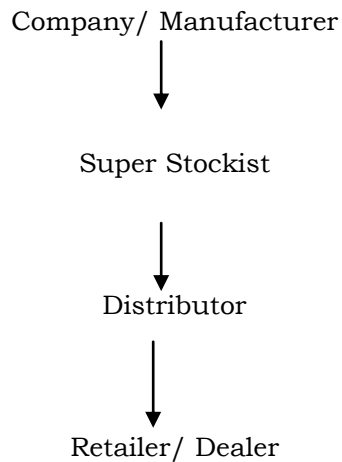 Company/ Manufacturer
Super Stockist
Distributor
Retailer/ Dealer